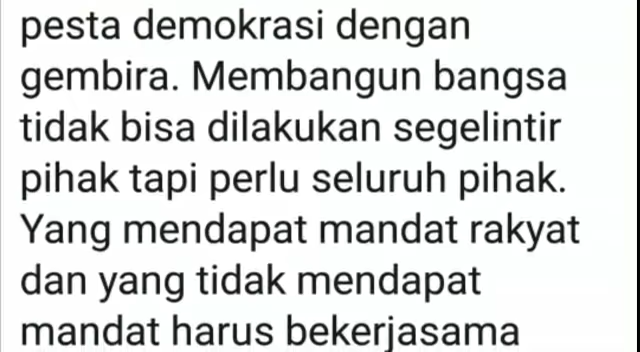 pesta demokrasi dengan
gembira. Membangun bangsa
tidak bisa dilakukan segelintir
pihak tapi perlu seluruh pihak.
Yang mendapat mandat rakyat
dan yang tidak mendapat
mandat harus bekerjasama